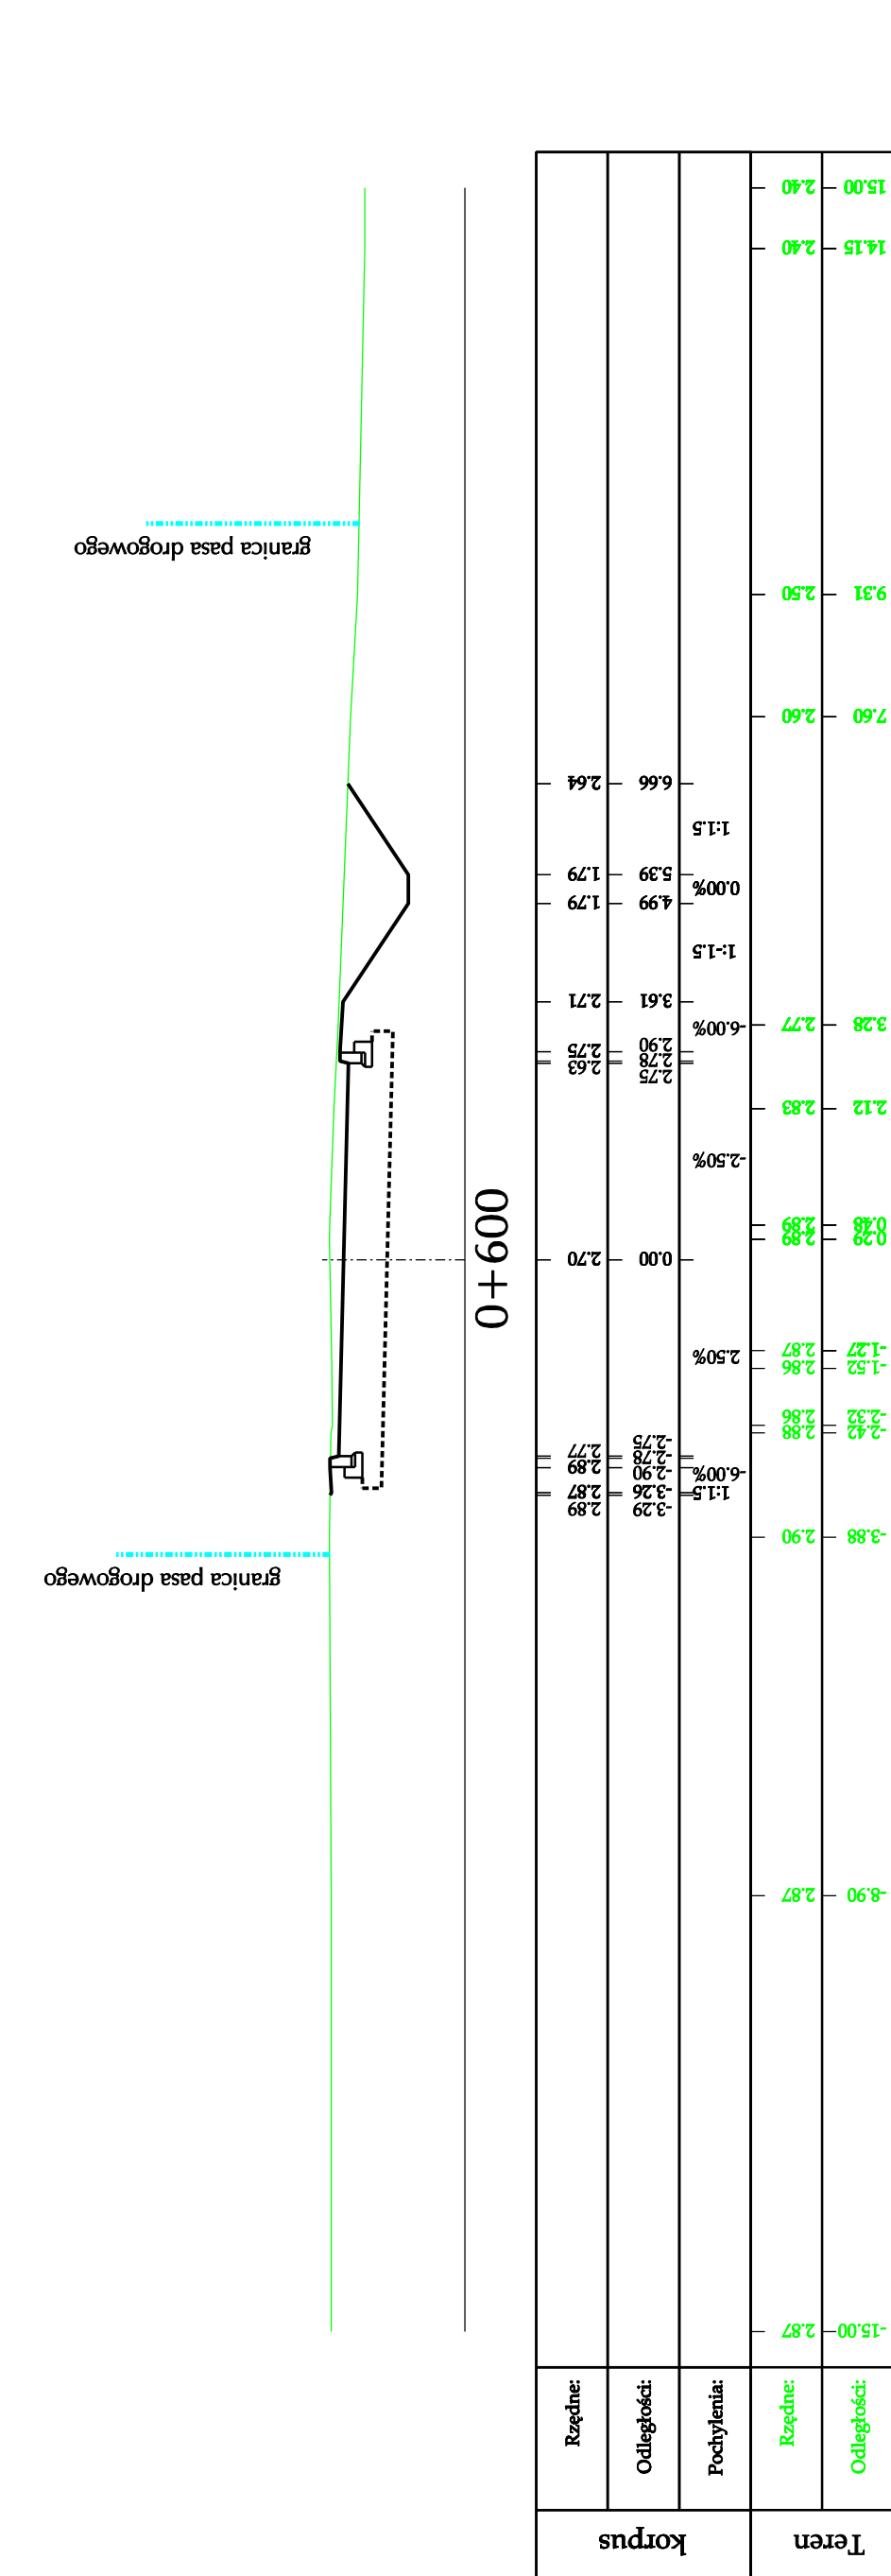 granica pasa drogowego
granica pasa drogowego
0+600
korpus
Rzędne: 2.89 2.87 2.89 2.77 2.70 2.63 2.75 2.71 1.79 1.79 2.64
Odległości: -3.29 -3.26 -2.90 -2.78 -2.75 0.00 2.75 2.78 2.90 3.61 4.99 5.39 6.66
Pochylenia: 1:1.5 -6.00% 2.50% -2.50% -6.00% 1:-1.5 0.00% 1:1.5
Teren
Rzędne: 2.87 2.87 2.90 2.88 2.86 2.86 2.87 2.89 2.89 2.83 2.77 2.60 2.50 2.40 2.40
Odległości: -15.00 -8.90 -3.88 -2.42 -2.32 -1.52 -1.27 0.29 0.48 2.12 3.28 7.60 9.31 14.15 15.00